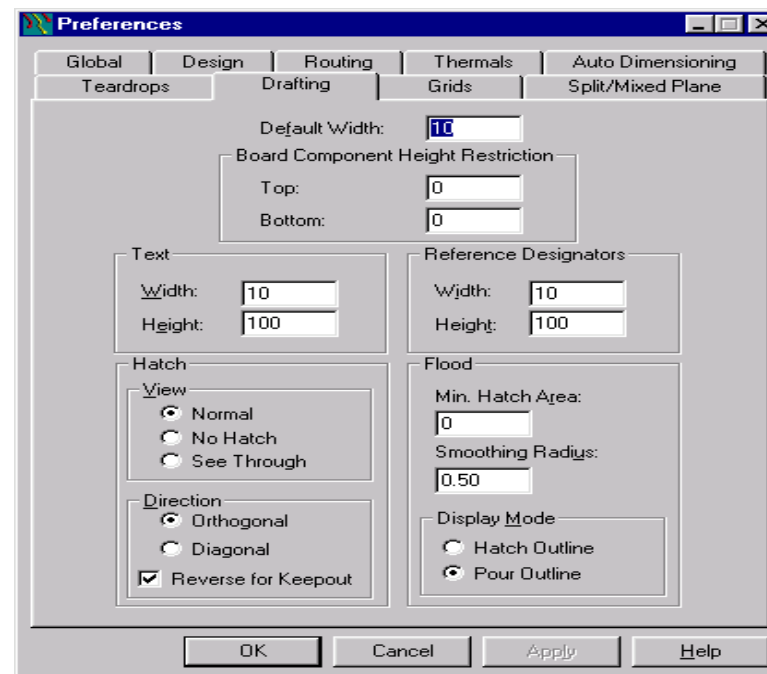 Preferences
Global Design Routing Thermals Auto Dimensioning
Teardrops Drafting Grids Split/Mixed Plane
Default Width: 10
Board Component Height Restriction
Top: 0
Bottom: 0
Text
Width: 10
Height: 100
Reference Designators
Width: 10
Height: 100
Hatch
View
Normal
No Hatch
See Through
Direction
Orthogonal
Diagonal
Reverse for Keepout
Flood
Min. Hatch Area:
0
Smoothing Radius:
0.50
Display Mode
Hatch Outline
Pour Outline
OK Cancel Apply Help